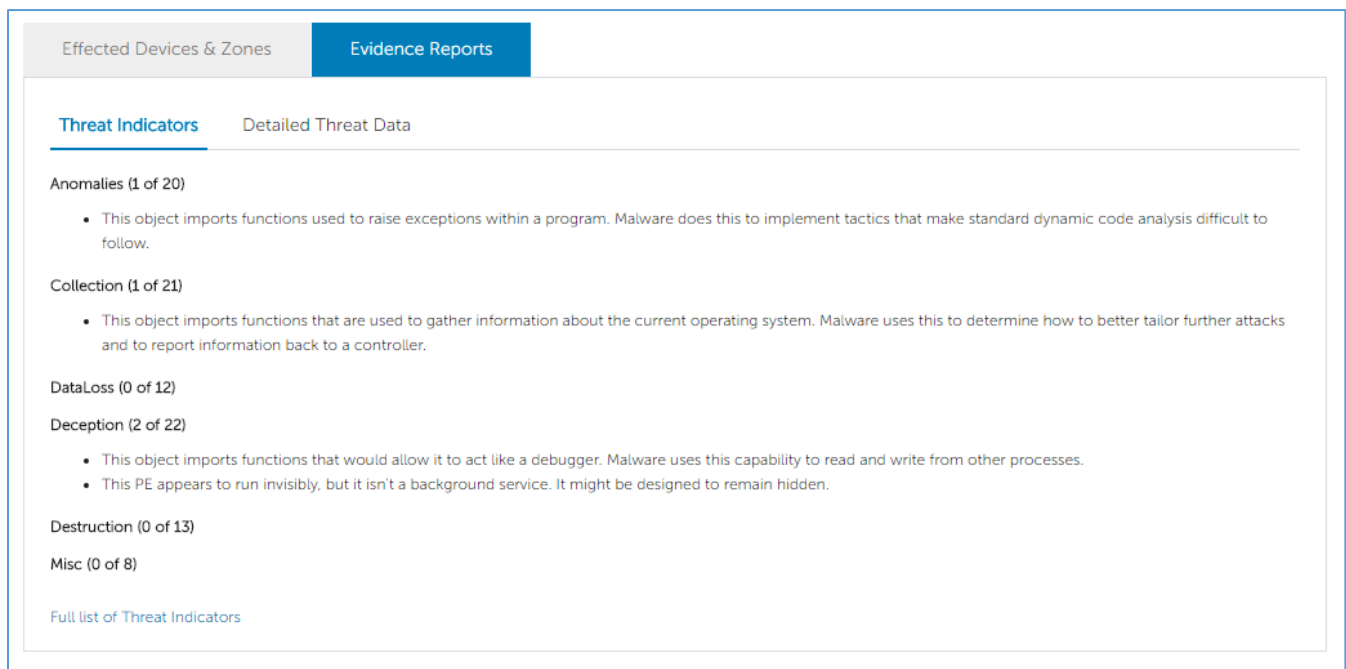 Effected Devices & Zones
Evidence Reports
Threat Indicators
Detailed Threat Data
Anomalies (1 of 20)
• This object imports functions used to raise exceptions within a program. Malware does this to implement tactics that make standard dynamic code analysis difficult to
follow.
Collection (1 of 21)
• This object imports functions that are used to gather information about the current operating system. Malware uses this to determine how to better tailor further attacks
and to report information back to a controller.
DataLoss (0 of 12)
Deception (2 of 22)
• This object imports functions that would allow it to act like a debugger. Malware uses this capability to read and write from other processes.
• This PE appears to run invisibly, but it isn't a background service. It might be designed to remain hidden.
Destruction (0 of 13)
Misc (0 of 8)
Full list of Threat Indicators